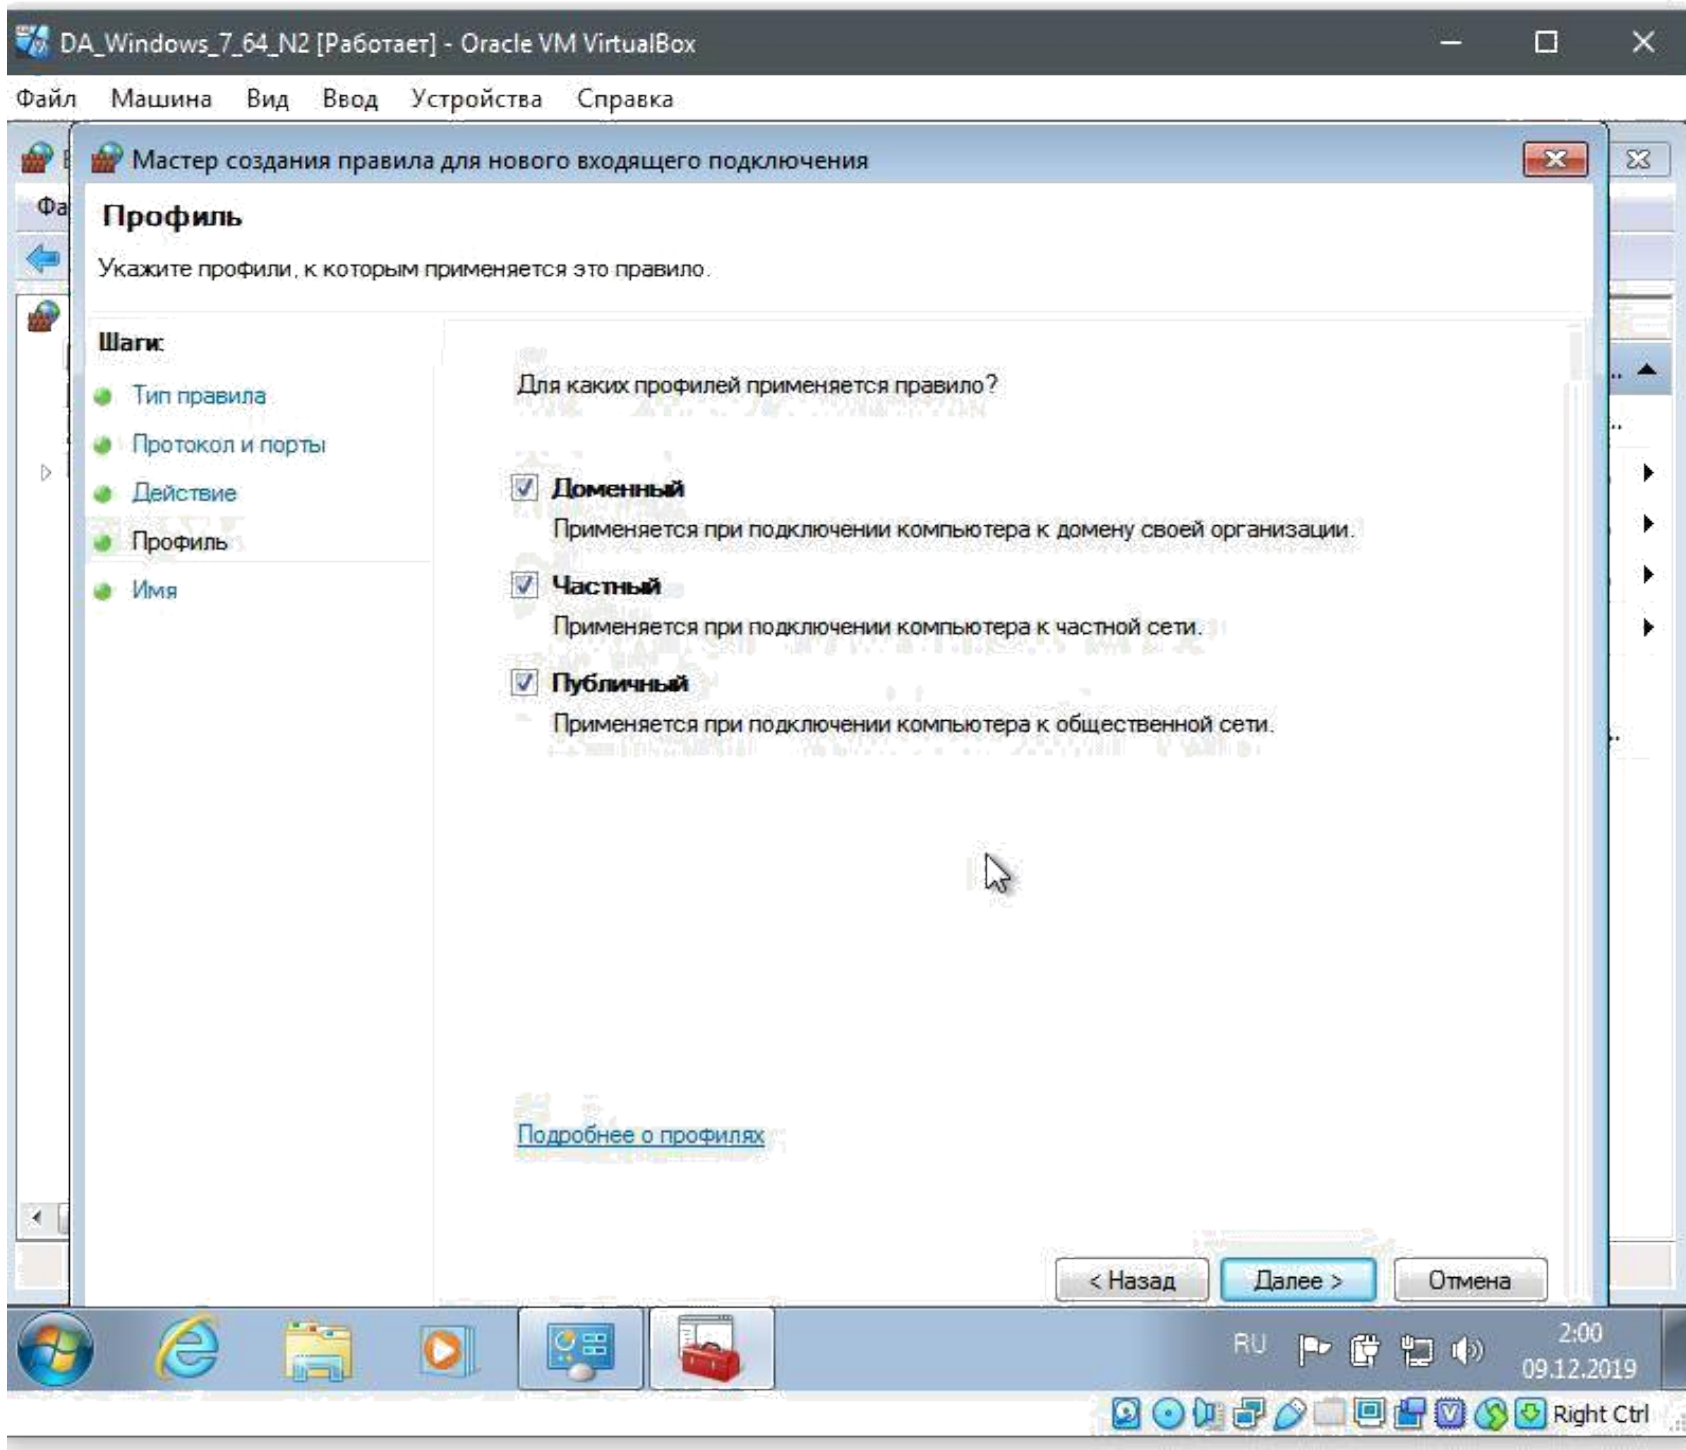 DA_Windows_7_64_N2 [Работает] - Oracle VM VirtualBox
Файл Машина Вид Ввод Устройства Справка
Мастер создания правила для нового входящего подключения
Фа
Профиль
Укажите профили, к которым применяется это правило.
Шаги:
Тип правила
Протокол и порты
Действие
Профиль
Имя
Для каких профилей применяется правило?
Доменный
Применяется при подключении компьютера к домену своей организации.
Частный
Применяется при подключении компьютера к частной сети.
Публичный
Применяется при подключении компьютера к общественной сети.
Подробнее о профилях
< Назад Далее > Отмена
RU 2:00
09.12.2019
Right Ctrl